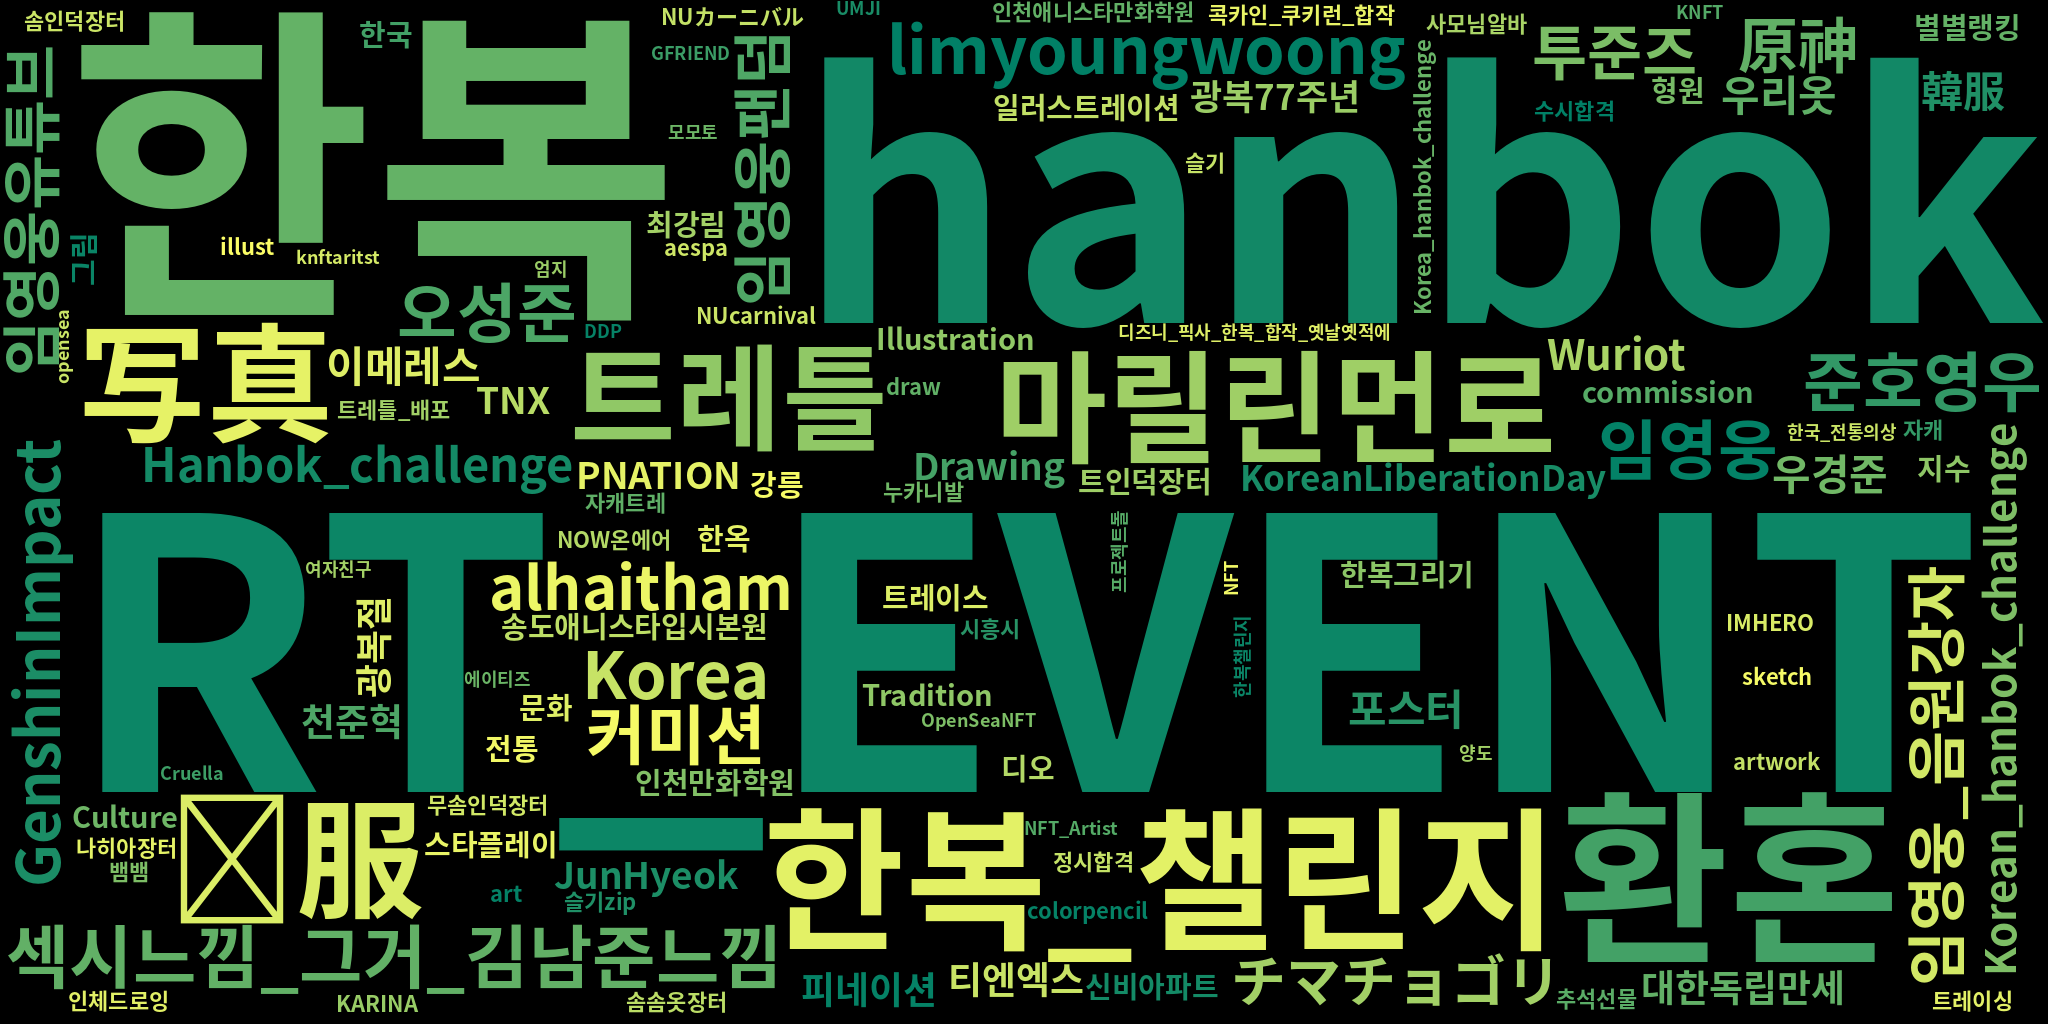 솜인덕장터
한국
NUカーニバル
UMJI
인천애니스타만화학원
콕카인_쿠키런_합작
사모님알바
KNFT
별별랭킹
한복
GFRIEND
임영웅팬덤
limyoungwoong
투준즈
原神
韓服
임영웅유튜브
모모토
일러스트레이션
광복77주년
Korea_hanbok_challenge
형원
우리옷
수시합격
hanbok
슬기
그림
illust
knftaritst
최강림
aespa
엄지
오성준
NUcarnival
DDP
opensea
写真
이메레스
트레틀
Illustration
디즈니_픽사_한복_합작_옛날옛적에
Wuriot
준호영우
트레틀_배포
TNX
draw
마릴린먼로
commission
임영웅
한국_전통의상
자캐
Hanbok_challenge
PNATION
강릉
Drawing
누카니발
트인덕장터
KoreanLiberationDay
우경준
지수
자캐트레
GenshinImpact
RT
EVENT
NOW온에어
한옥
프로젝트롤
여자친구
alhaitham
트레이스
NFT
한복그리기
광복절
송도애니스타입시본원
시흥시
한복챌린지
IMHERO
에이티즈
Korea
Tradition
sketch
천준혁
문화
커미션
OpenSeaNFT
포스터
전통
디오
양도
artwork
Cruella
인천만화학원
임영웅_음원강자
Korean_hanbok_challenge
Culture
服
무솜인덕장터
나히아장터
스타플레이
ー
한복_챌린지
NFT_Artist
정시합격
환혼
뱀뱀
art
JunHyeok
슬기zip
colorpencil
섹시느낌_그거_김남준느낌
피네이션
티엔엑스
신비아파트
チマチョゴリ
추석선물
대한독립만세
인체드로잉
KARINA
솜솜옷장터
트레이싱